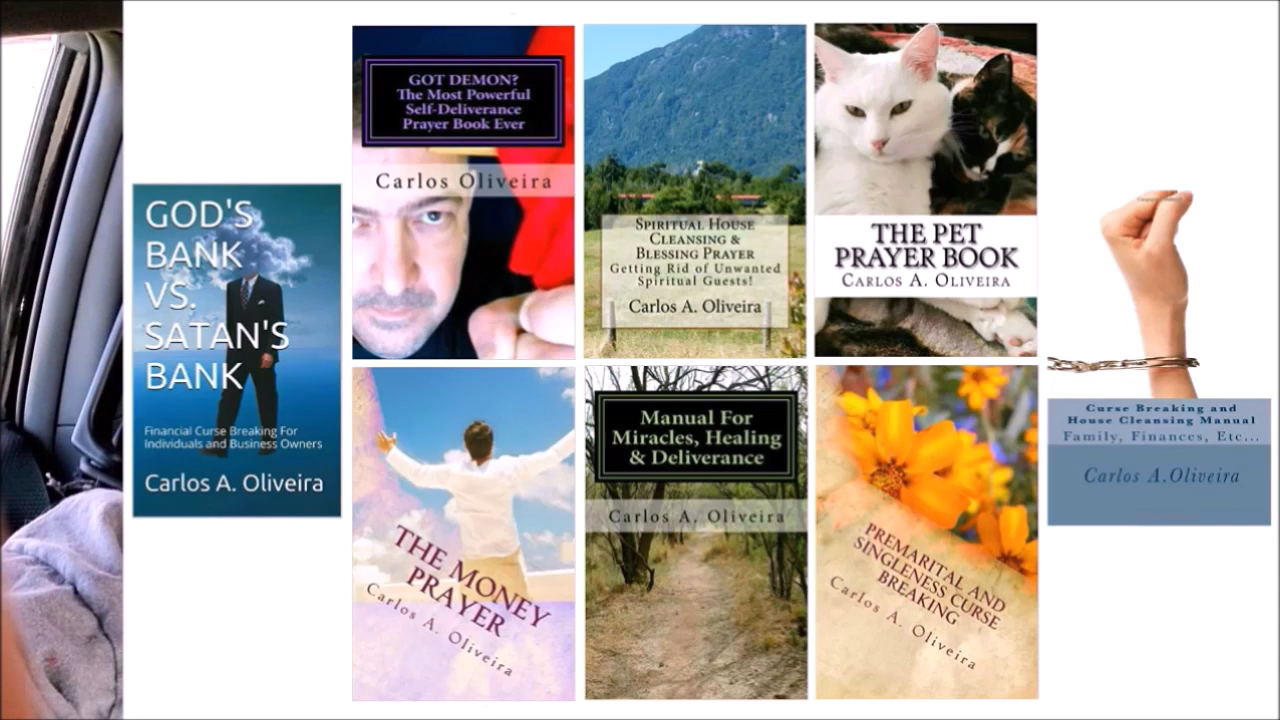 GOD'S
BANK
VS.
SATAN'S
BANK
Financial Curse Breaking For
Individuals and Business Owners
Carlos A. Oliveira
GOT DEMON?
The Most Powerful
Self-Deliverance
Prayer Book Ever
Carlos Oliveira
SPIRITUAL HOUSE
CLEANSING &
BLESSING PRAYER
Getting Rid of Unwanted
Spiritual Guests!
Carlos A. Oliveira
THE PET
PRAYER BOOK
CARLOS A. OLIVEIRA
THE MONEY
PRAYER
Carlos A. Oliveira
Manual For
Miracles, Healing
& Deliverance
Carlos A. Oliveira
PREMARITAL AND
SINGLENESS CURSE
BREAKING
Carlos A. Oliveira
Curse Breaking and
House Cleansing Manual
Family, Finances, Etc...
Carlos A.Oliveira